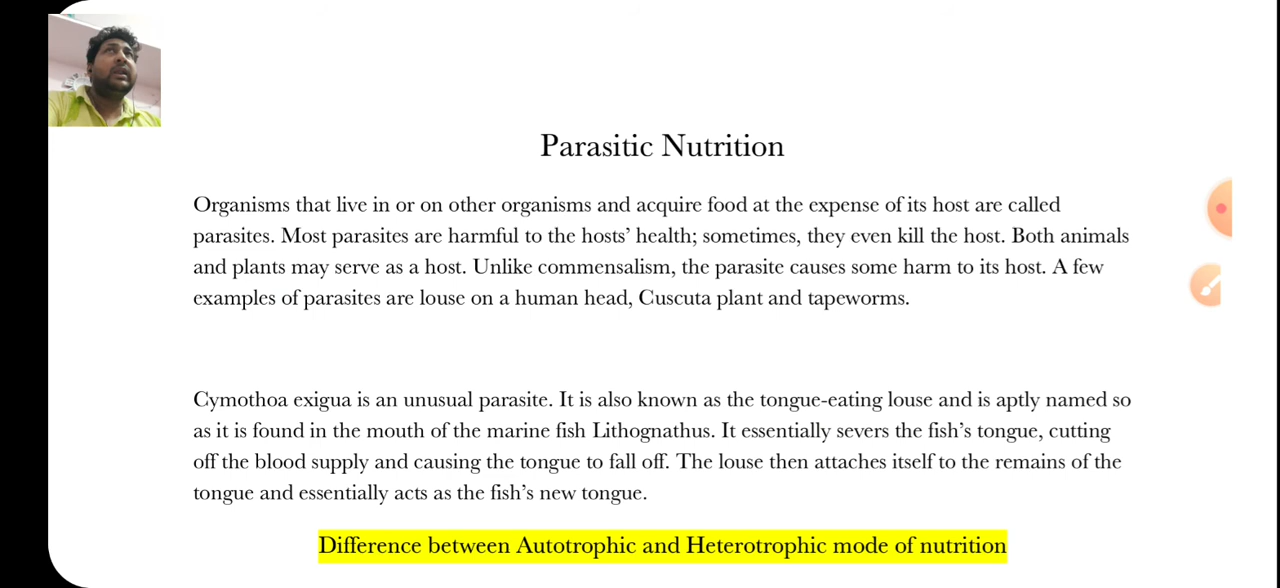 Parasitic Nutrition
Organisms that live in or on other organisms and acquire food at the expense of its host are called
parasites. Most parasites are harmful to the hosts’ health; sometimes, they even kill the host. Both animals
and plants may serve as a host. Unlike commensalism, the parasite causes some harm to its host. A few
examples of parasites are louse on a human head, Cuscuta plant and tapeworms.
Cymothoa exigua is an unusual parasite. It is also known as the tongue-eating louse and is aptly named so
as it is found in the mouth of the marine fish Lithognathus. It essentially severs the fish’s tongue, cutting
off the blood supply and causing the tongue to fall off. The louse then attaches itself to the remains of the
tongue and essentially acts as the fish’s new tongue.
Difference between Autotrophic and Heterotrophic mode of nutrition